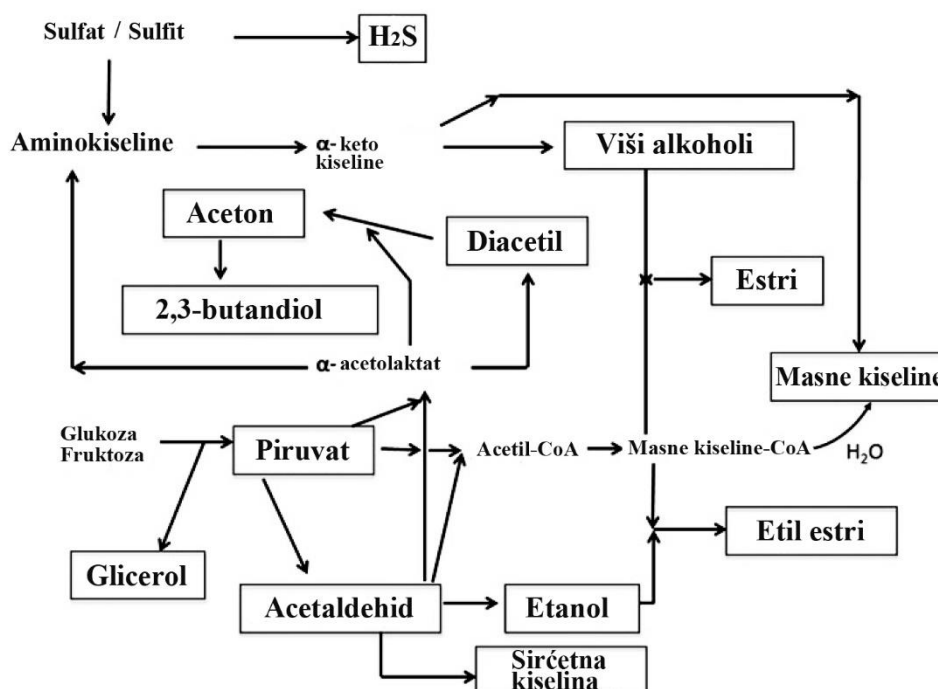 Sulfat / Sulfit
H2S
Aminokiseline
α- keto
kiseline
Viši alkoholi
Aceton
Diacetil
Estri
2,3-butandiol
α- acetolaktat
Masne kiseline
Glukoza
Fruktoza
Piruvat
Acetil-CoA
Masne kiseline-CoA
H2O
Etil estri
Glicerol
Acetaldehid
Etanol
Sirćetna
kiselina